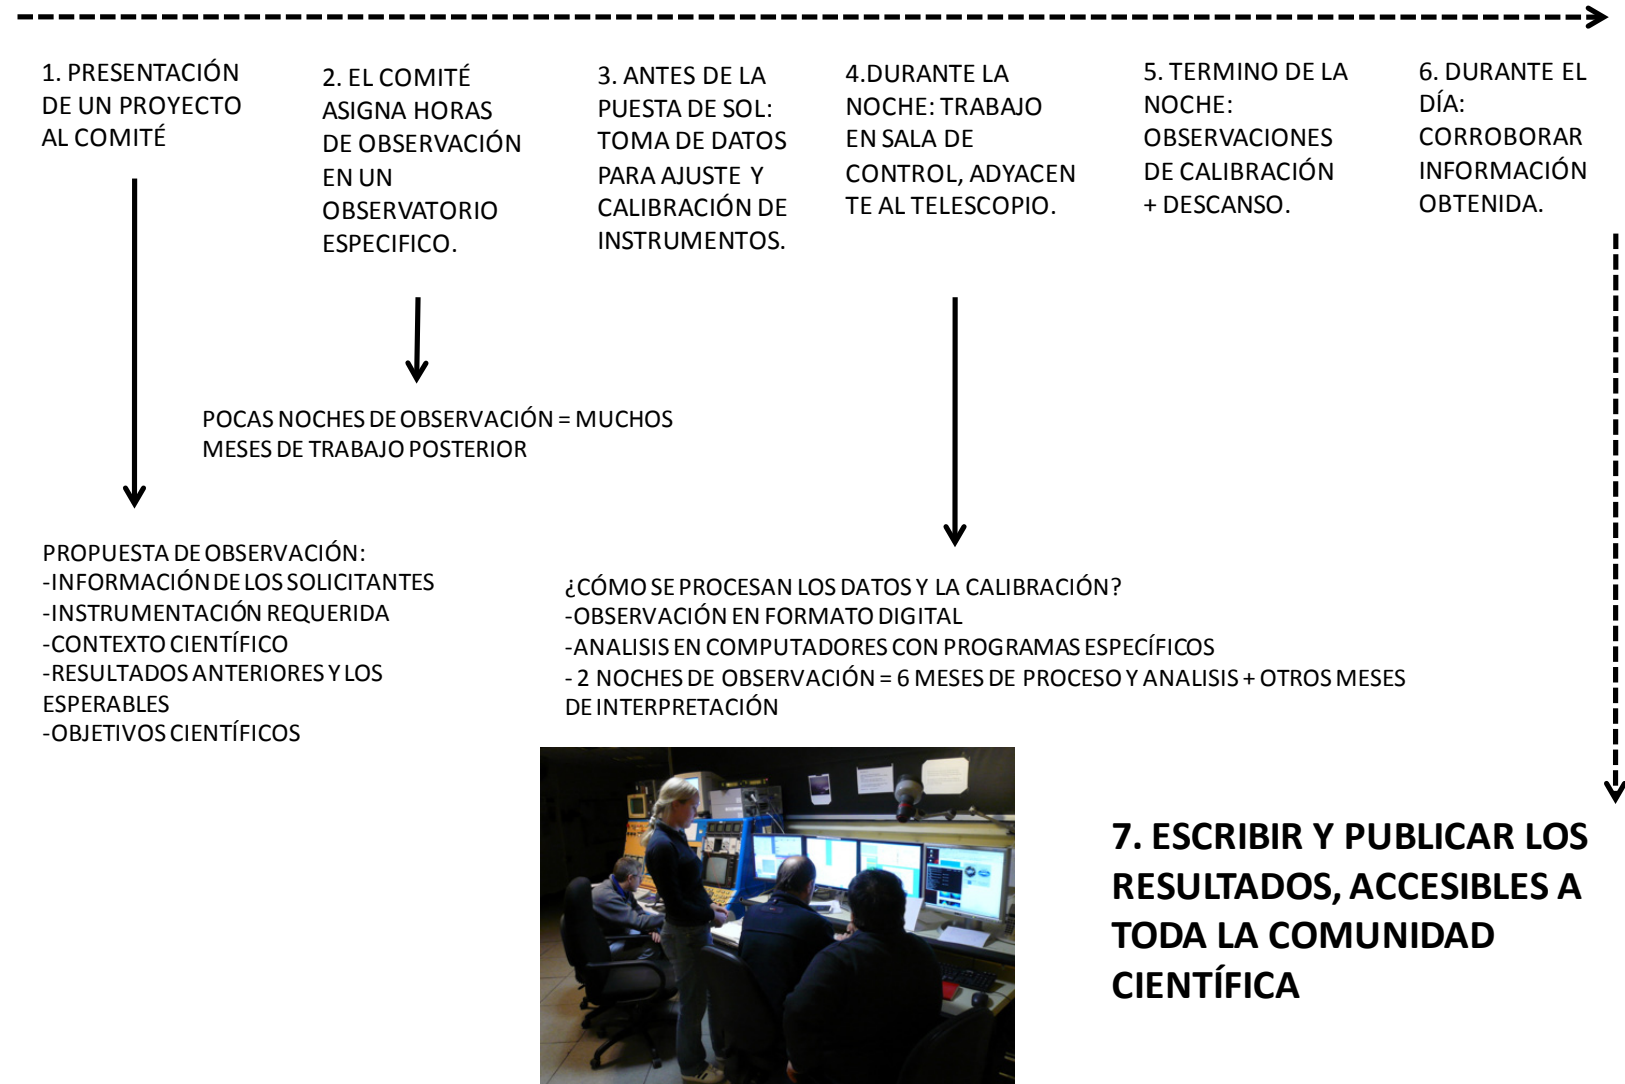 1. PRESENTACIÓN
DE UN PROYECTO
AL COMITÉ
2. EL COMITÉ
ASIGNA HORAS
DE OBSERVACIÓN
EN UN
OBSERVATORIO
ESPECIFICO.
3. ANTES DE LA
PUESTA DE SOL:
TOMA DE DATOS
PARA AJUSTE Y
CALIBRACIÓN DE
INSTRUMENTOS.
4.DURANTE LA
NOCHE: TRABAJO
EN SALA DE
CONTROL, ADYACEN
TE AL TELESCOPIO.
5. TERMINO DE LA
NOCHE:
OBSERVACIONES
DE CALIBRACIÓN
+ DESCANSO.
6. DURANTE EL
DÍA:
CORROBORAR
INFORMACIÓN
OBTENIDA.
POCAS NOCHES DE OBSERVACIÓN = MUCHOS
MESES DE TRABAJO POSTERIOR
PROPUESTA DE OBSERVACIÓN:
-INFORMACIÓN DE LOS SOLICITANTES
-INSTRUMENTACIÓN REQUERIDA
-CONTEXTO CIENTÍFICO
-RESULTADOS ANTERIORES Y LOS
ESPERABLES
-OBJETIVOS CIENTÍFICOS
¿CÓMO SE PROCESAN LOS DATOS Y LA CALIBRACIÓN?
-OBSERVACIÓN EN FORMATO DIGITAL
-ANALISIS EN COMPUTADORES CON PROGRAMAS ESPECÍFICOS
- 2 NOCHES DE OBSERVACIÓN = 6 MESES DE PROCESO Y ANALISIS + OTROS MESES
DE INTERPRETACIÓN
7. ESCRIBIR Y PUBLICAR LOS
RESULTADOS, ACCESIBLES A
TODA LA COMUNIDAD
CIENTÍFICA